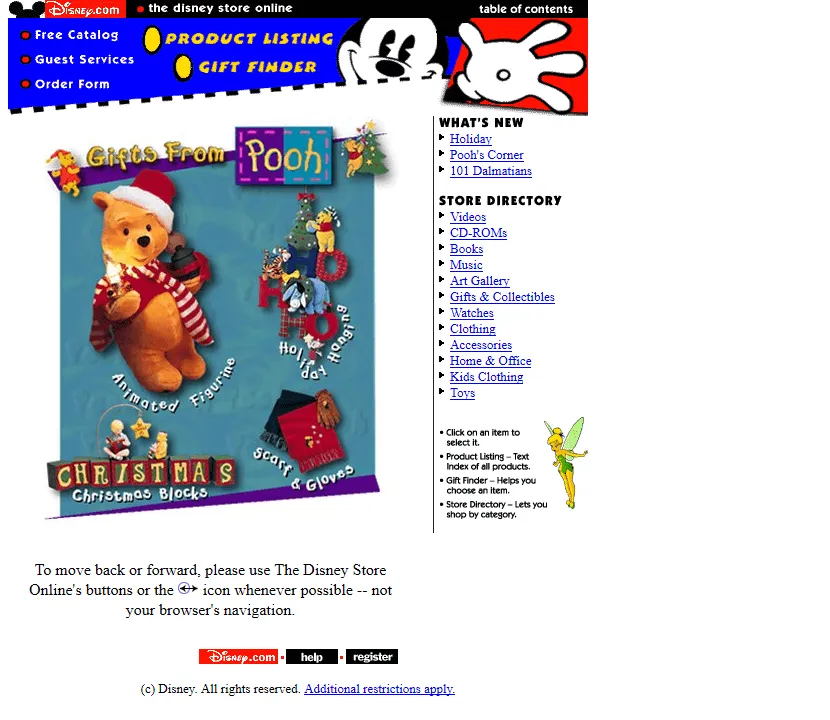 Disney.com
the disney store online
table of contents
Free Catalog
Guest Services
Order Form
PRODUCT LISTING
GIFT FINDER
Gifts From Pooh
HO
HO
HO
Animated Figurine
Holiday Hanging
CHRISTMAS
Christmas Blocks
Scarf & Gloves
WHAT'S NEW
Holiday
Pooh's Corner
101 Dalmatians
STORE DIRECTORY
Videos
CD-ROMs
Books
Music
Art Gallery
Gifts & Collectibles
Watches
Clothing
Accessories
Home & Office
Kids Clothing
Toys
• Click on an item to
select it.
• Product Listing – Text
Index of all products.
• Gift Finder – Helps you
choose an item.
• Store Directory – Lets you
shop by category.
To move back or forward, please use The Disney Store
Online's buttons or the icon whenever possible -- not
your browser's navigation.
Disney.com help register
(c) Disney. All rights reserved. Additional restrictions apply.